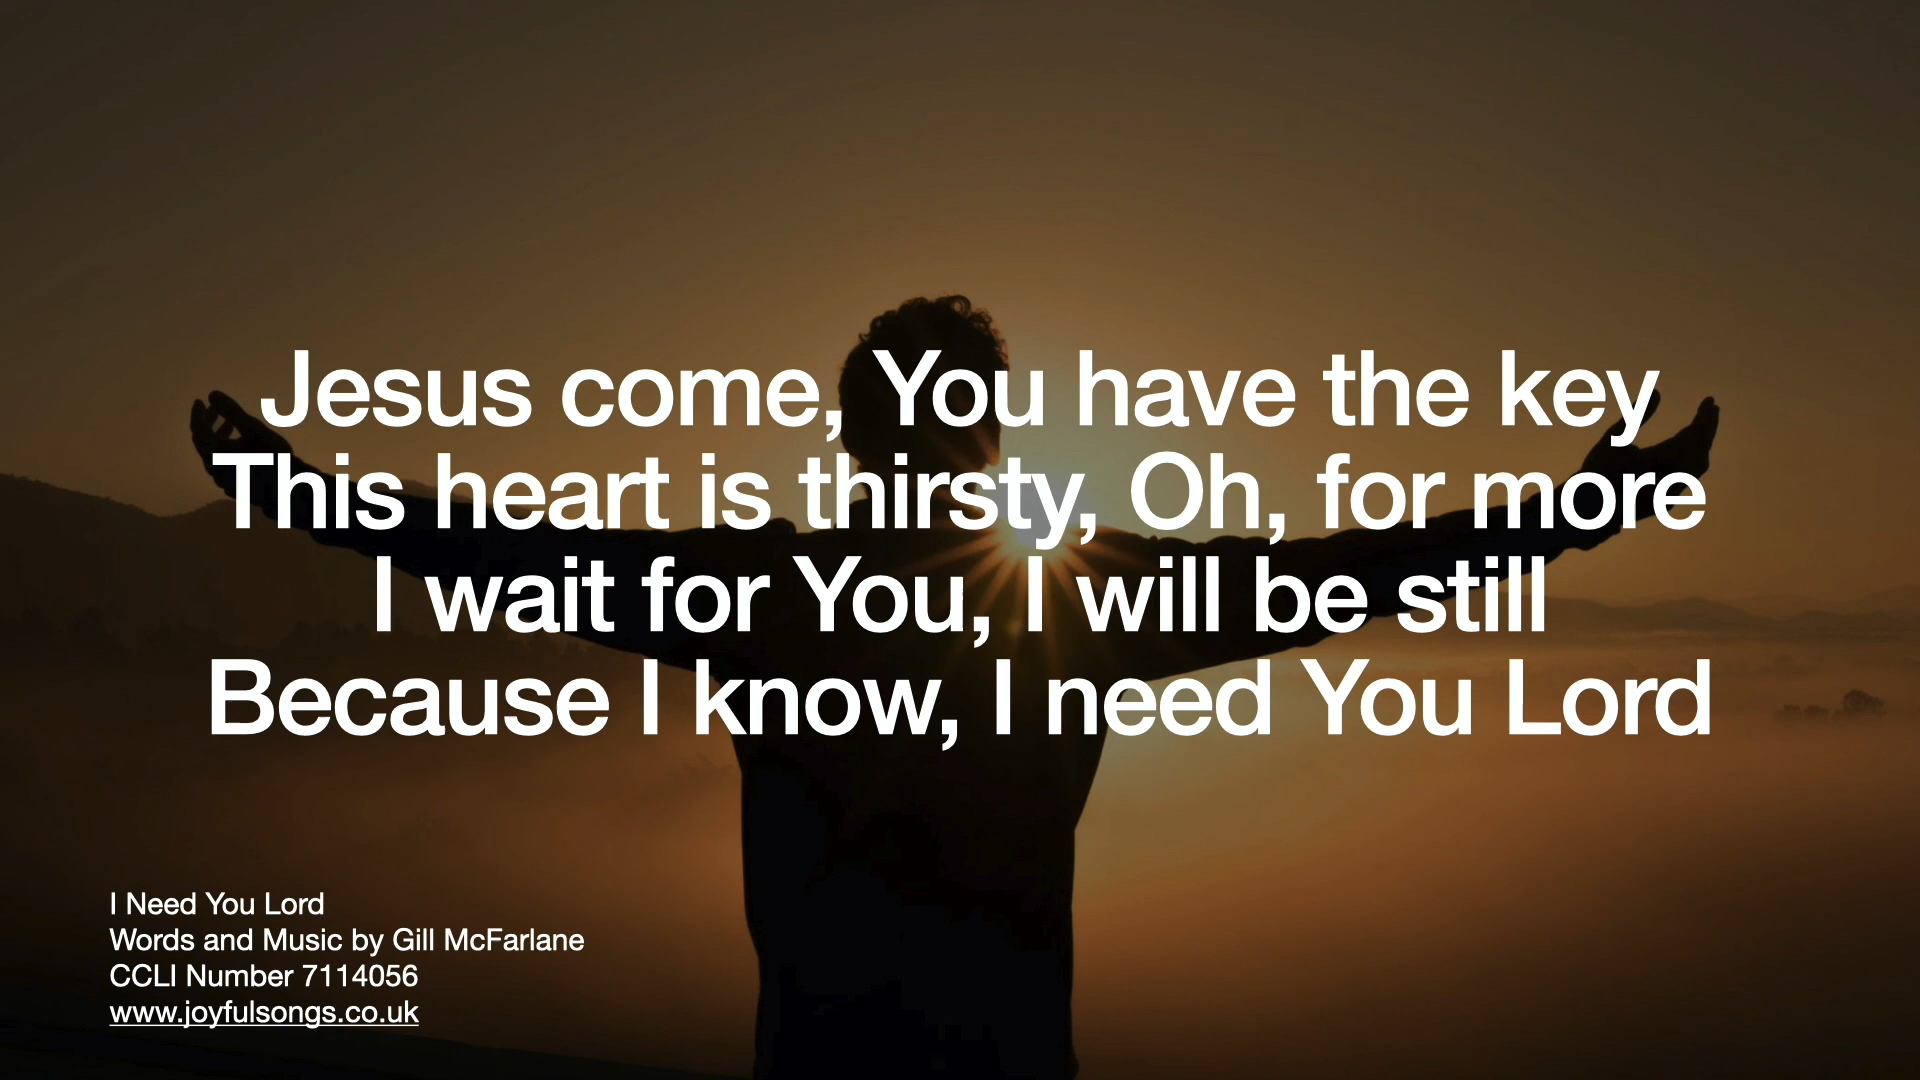 Jesus come, You have the key
This heart is thirsty, Oh, for more
I wait for You, I will be still
Because I know, I need You Lord
I Need You Lord
Words and Music by Gill McFarlane
CCLI Number 7114056
www.joyfulsongs.co.uk